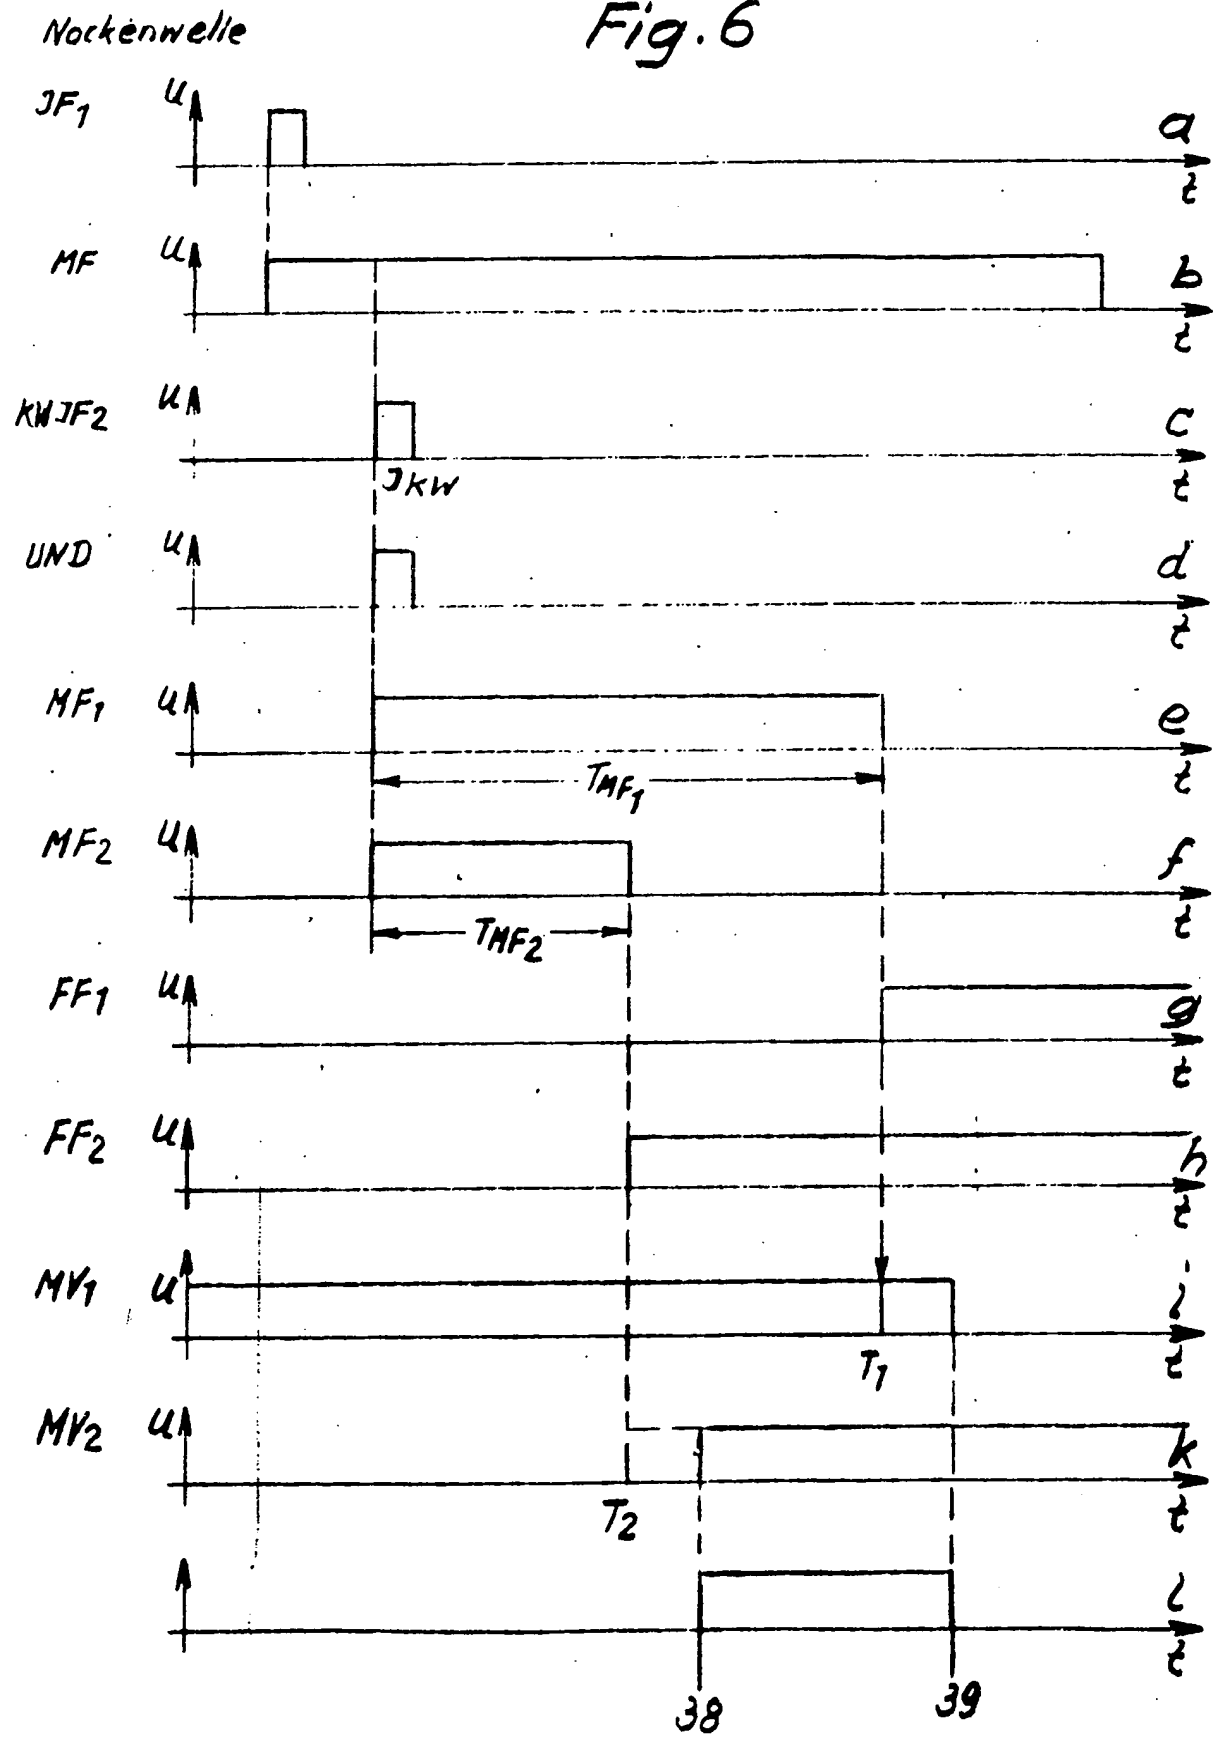 Nockenwelle
Fig. 6
JF1 u a
t
MF u b
t
KWJF2 u c
JKW t
UND u d
t
MF1 u e
TMF1 t
MF2 u f
TMF2 t
FF1 u g
t
FF2 u h
t
MV1 u i
T1 t
MV2 u k
T2 t
l
t
38 39